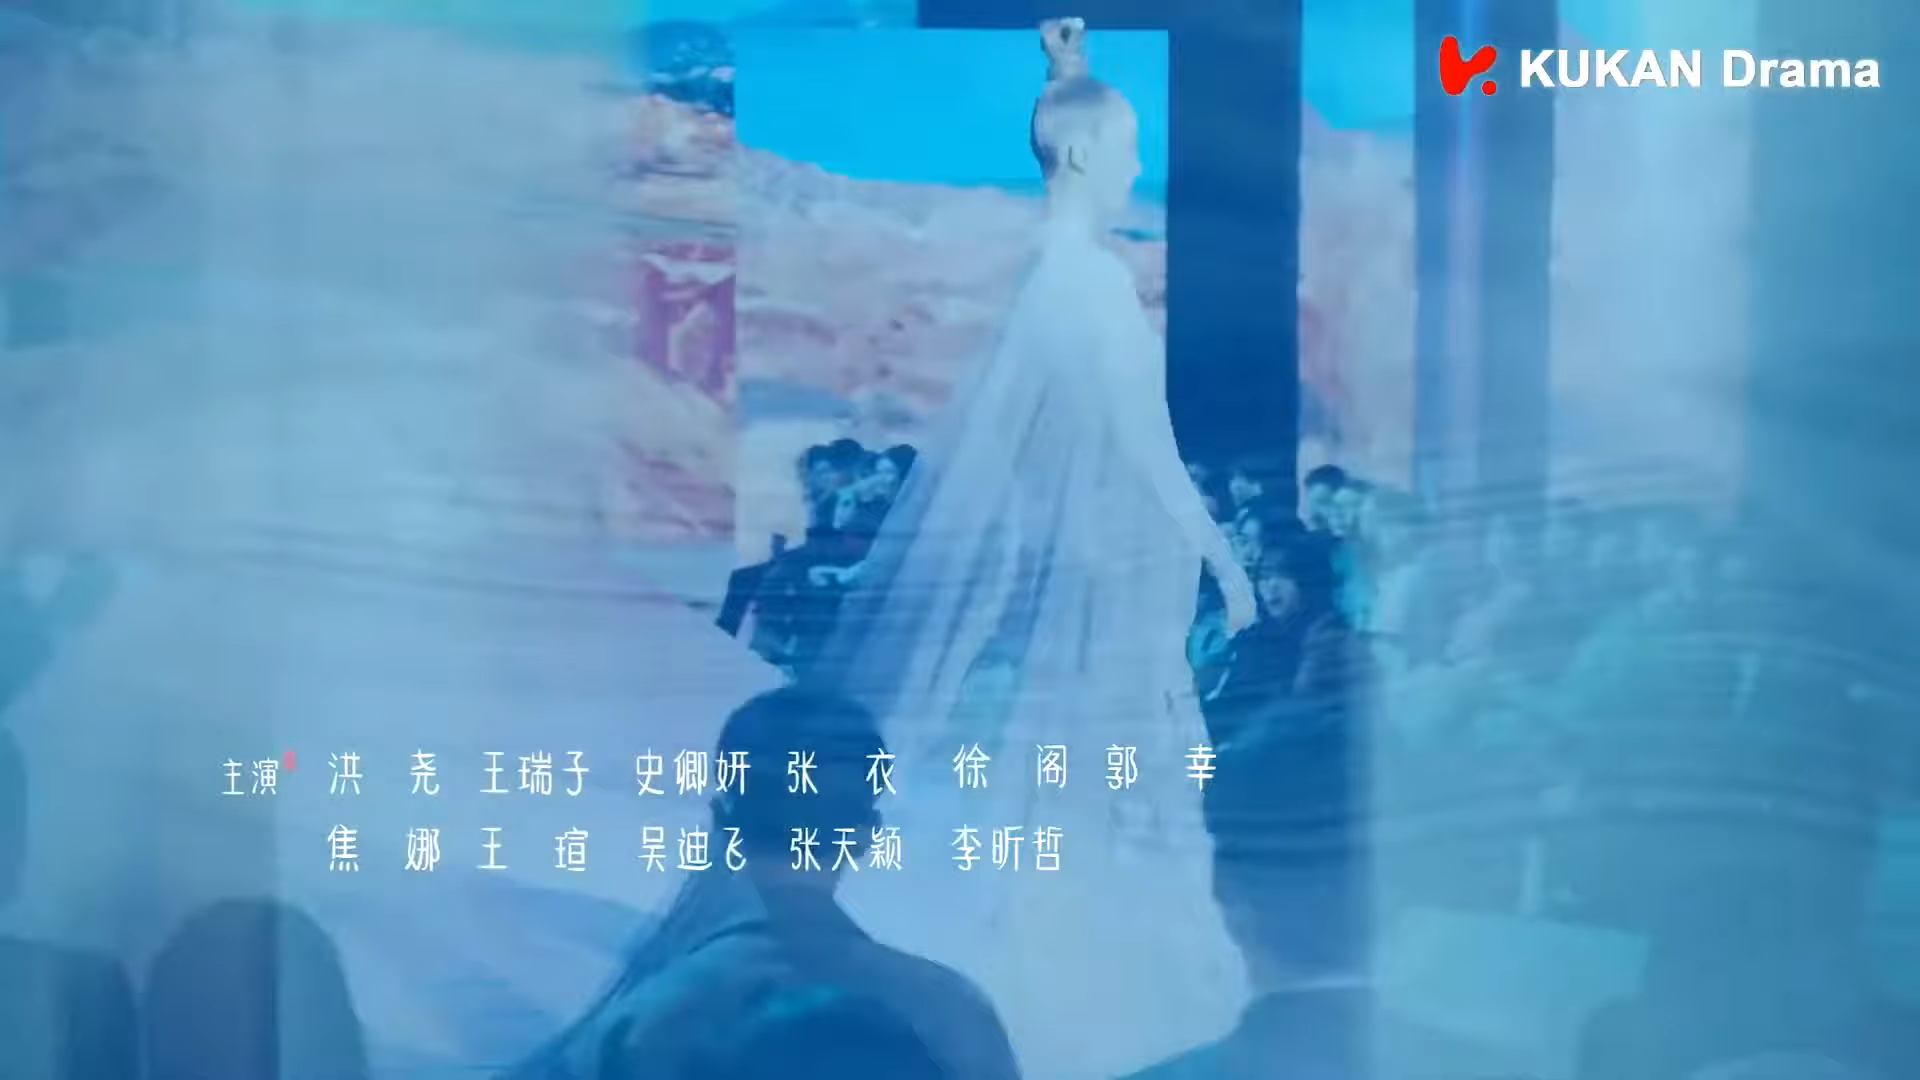 KUKAN Drama
主演 洪尧 王瑞子 史卿妍 张衣 徐阁 郭幸
焦娜 王瑄 吴迪飞 张天颖 李昕哲